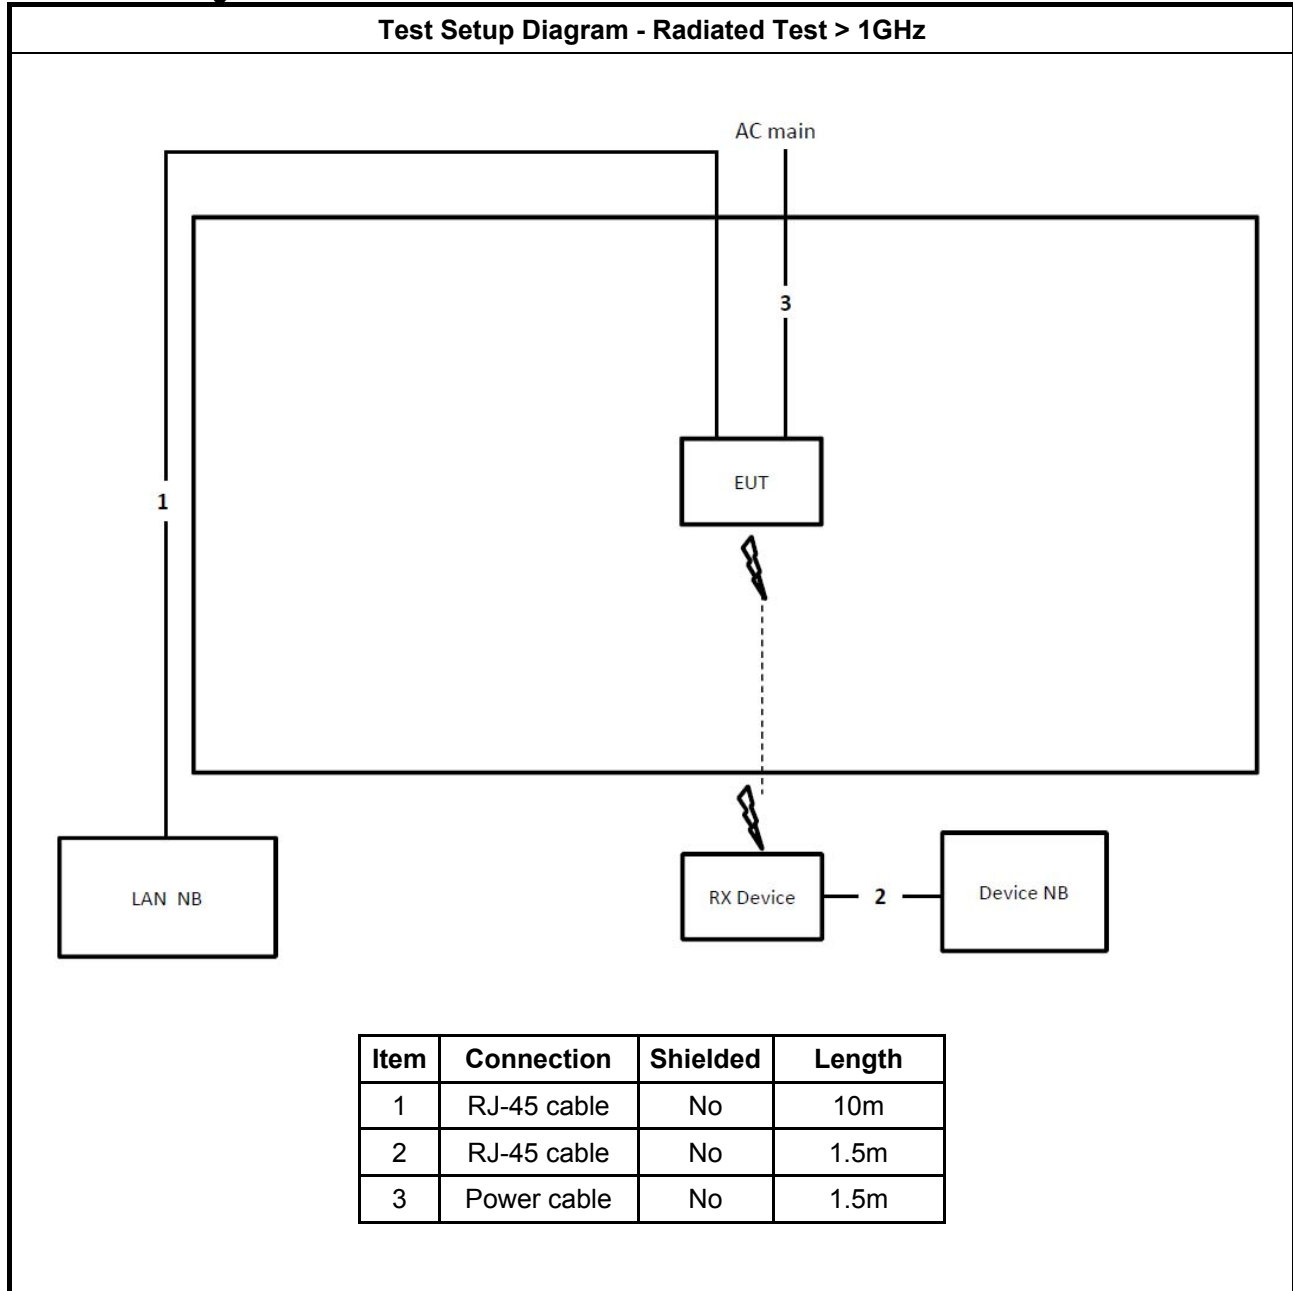 Test Setup Diagram - Radiated Test > 1GHz
AC main
3
EUT
1
LAN NB
RX Device
2
Device NB
Item Connection Shielded Length
1 RJ-45 cable No 10m
2 RJ-45 cable No 1.5m
3 Power cable No 1.5m